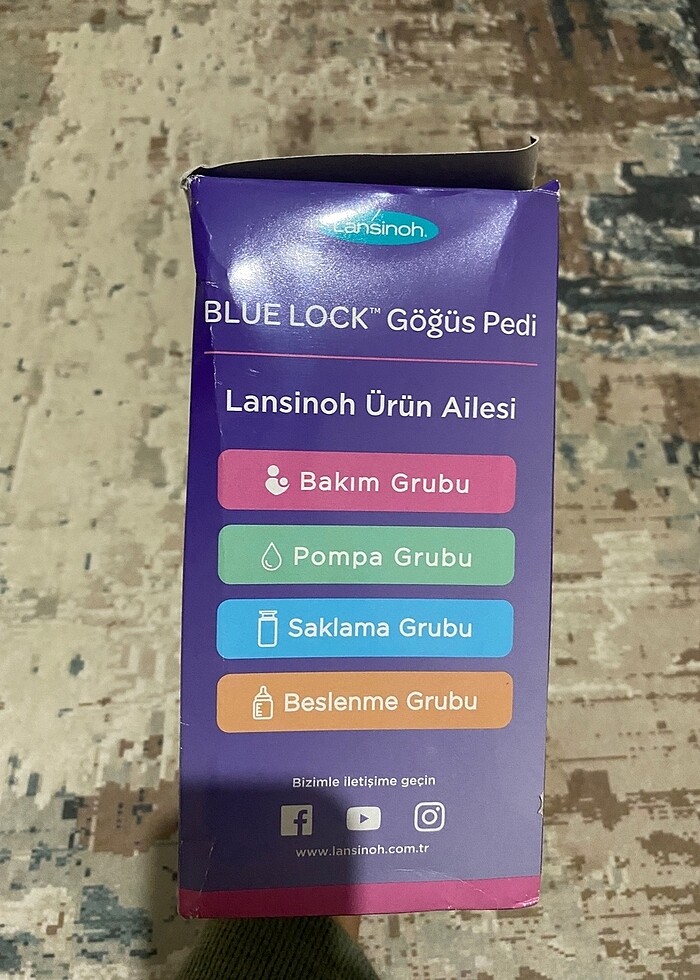 Lansinoh.
BLUE LOCK™ Göğüs Pedi
Lansinoh Ürün Ailesi
Bakım Grubu
Pompa Grubu
Saklama Grubu
Beslenme Grubu
Bizimle iletişime geçin
www.lansinoh.com.tr